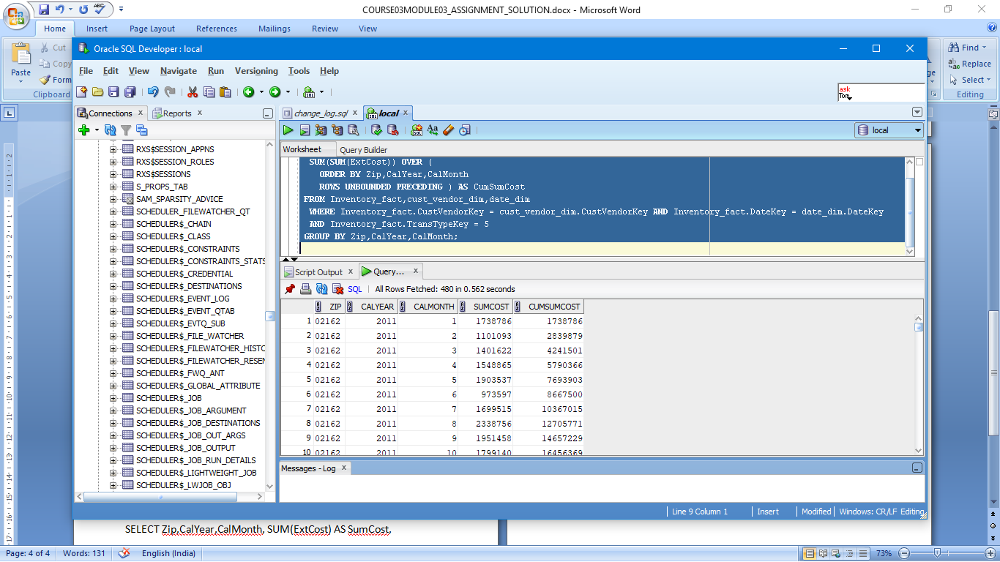 COURSE03MODULE03_ASSIGNMENT_SOLUTION.docx - Microsoft Word
Home Insert Page Layout References Mailings Review View
Paste
Cut
Copy
Form
Clipboard
Find
Replace
Select
Editing
ge
Oracle SQL Developer : local
File Edit View Navigate Run Versioning Tools Help
ask
Tom
Connections x Reports x
change_log.sql x local x
local
RXS$SESSION_APPNS
RXS$SESSION_ROLES
RXS$SESSIONS
S_PROPS_TAB
SAM_SPARSITY_ADVICE
SCHEDULER_FILEWATCHER_QT
SCHEDULER$_CHAIN
SCHEDULER$_CLASS
SCHEDULER$_CONSTRAINTS
SCHEDULER$_CONSTRAINTS_STATS
SCHEDULER$_CREDENTIAL
SCHEDULER$_DESTINATIONS
SCHEDULER$_EVENT_LOG
SCHEDULER$_EVENT_QTAB
SCHEDULER$_EVTQ_SUB
SCHEDULER$_FILE_WATCHER
SCHEDULER$_FILEWATCHER_HISTO
SCHEDULER$_FILEWATCHER_RESEN
SCHEDULER$_FWQ_ANT
SCHEDULER$_GLOBAL_ATTRIBUTE
SCHEDULER$_JOB
SCHEDULER$_JOB_ARGUMENT
SCHEDULER$_JOB_DESTINATIONS
SCHEDULER$_JOB_OUT_ARGS
SCHEDULER$_JOB_OUTPUT
SCHEDULER$_JOB_RUN_DETAILS
SCHEDULER$_LIGHTWEIGHT_JOB
SCHEDULER$_LWJOB_OBJ
Worksheet Query Builder
SUM(SUM(ExtCost)) OVER (
ORDER BY Zip,CalYear,CalMonth
ROWS UNBOUNDED PRECEDING ) AS CumSumCost
FROM Inventory_fact,cust_vendor_dim,date_dim
WHERE Inventory_fact.CustVendorKey = cust_vendor_dim.CustVendorKey AND Inventory_fact.DateKey = date_dim.DateKey
AND Inventory_fact.TransTypeKey = 5
GROUP BY Zip,CalYear,CalMonth;
Script Output x Query... x
SQL | All Rows Fetched: 480 in 0.562 seconds
ZIP CALYEAR CALMONTH SUMCOST CUMSUMCOST
1 02162 2011 1 1738786 1738786
2 02162 2011 2 1101093 2839879
3 02162 2011 3 1401622 4241501
4 02162 2011 4 1548865 5790366
5 02162 2011 5 1903537 7693903
6 02162 2011 6 973597 8667500
7 02162 2011 7 1699515 10367015
8 02162 2011 8 2338756 12705771
9 02162 2011 9 1951458 14657229
10 02162 2011 10 1799140 16456369
Messages - Log x
Line 9 Column 1 | Insert | Modified | Windows: CR/LF Editing
SELECT Zip,CalYear,CalMonth, SUM(ExtCost) AS SumCost,
Page: 4 of 4 Words: 131 English (India) 73%